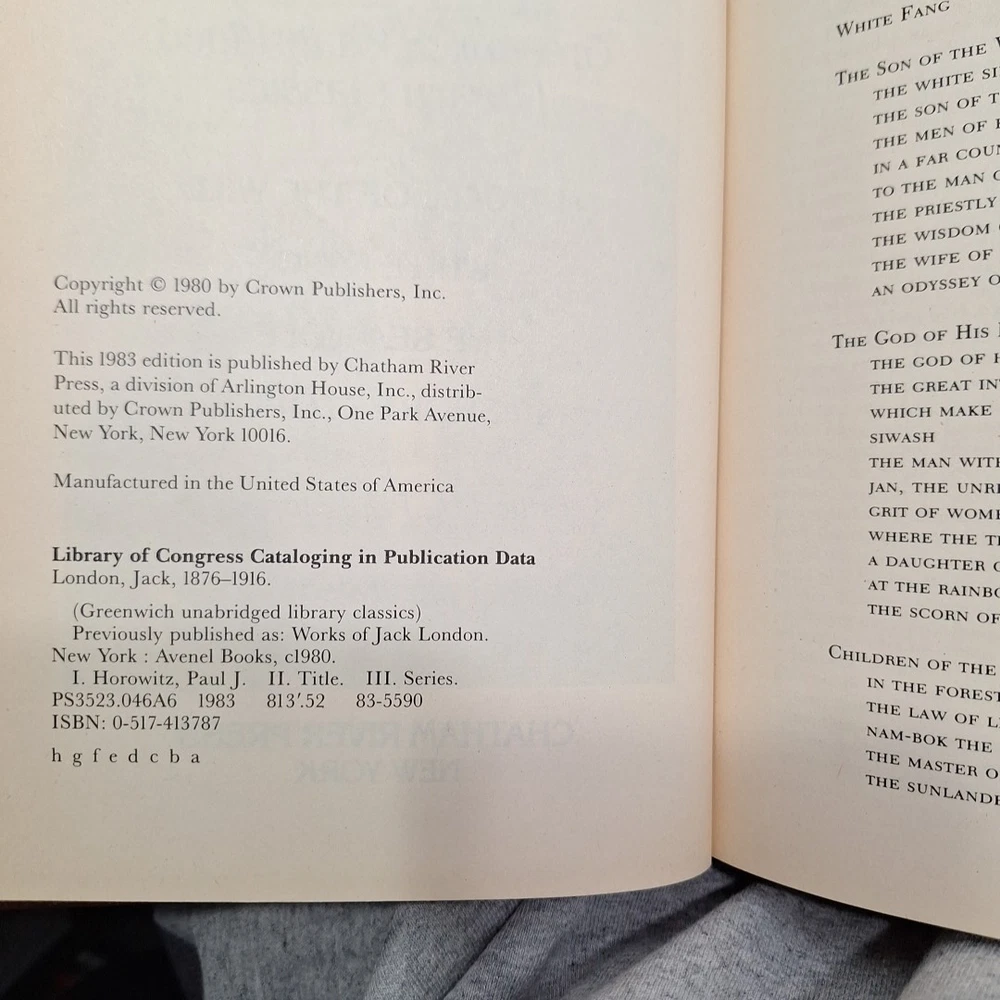 Copyright © 1980 by Crown Publishers, Inc.
All rights reserved.
This 1983 edition is published by Chatham River
Press, a division of Arlington House, Inc., distrib-
uted by Crown Publishers, Inc., One Park Avenue,
New York, New York 10016.
Manufactured in the United States of America
Library of Congress Cataloging in Publication Data
London, Jack, 1876–1916.
(Greenwich unabridged library classics)
Previously published as: Works of Jack London.
New York : Avenel Books, c1980.
I. Horowitz, Paul J. II. Title. III. Series.
PS3523.046A6 1983 813′.52 83-5590
ISBN: 0-517-413787
h g f e d c b a
WHITE FANG
THE SON OF THE
THE WHITE
THE SON OF
THE MEN OF
IN A FAR
TO THE MAN
THE PRIESTLY
THE WISDOM
THE WIFE OF
AN ODYSSEY
THE GOD OF HIS
THE GOD OF
THE GREAT
WHICH MAKE
SIWASH
THE MAN
JAN, THE
GRIT OF
WHERE THE
A DAUGHTER
AT THE
THE SCORN OF
CHILDREN OF THE
IN THE
THE LAW OF
NAM-BOK THE
THE MASTER
THE